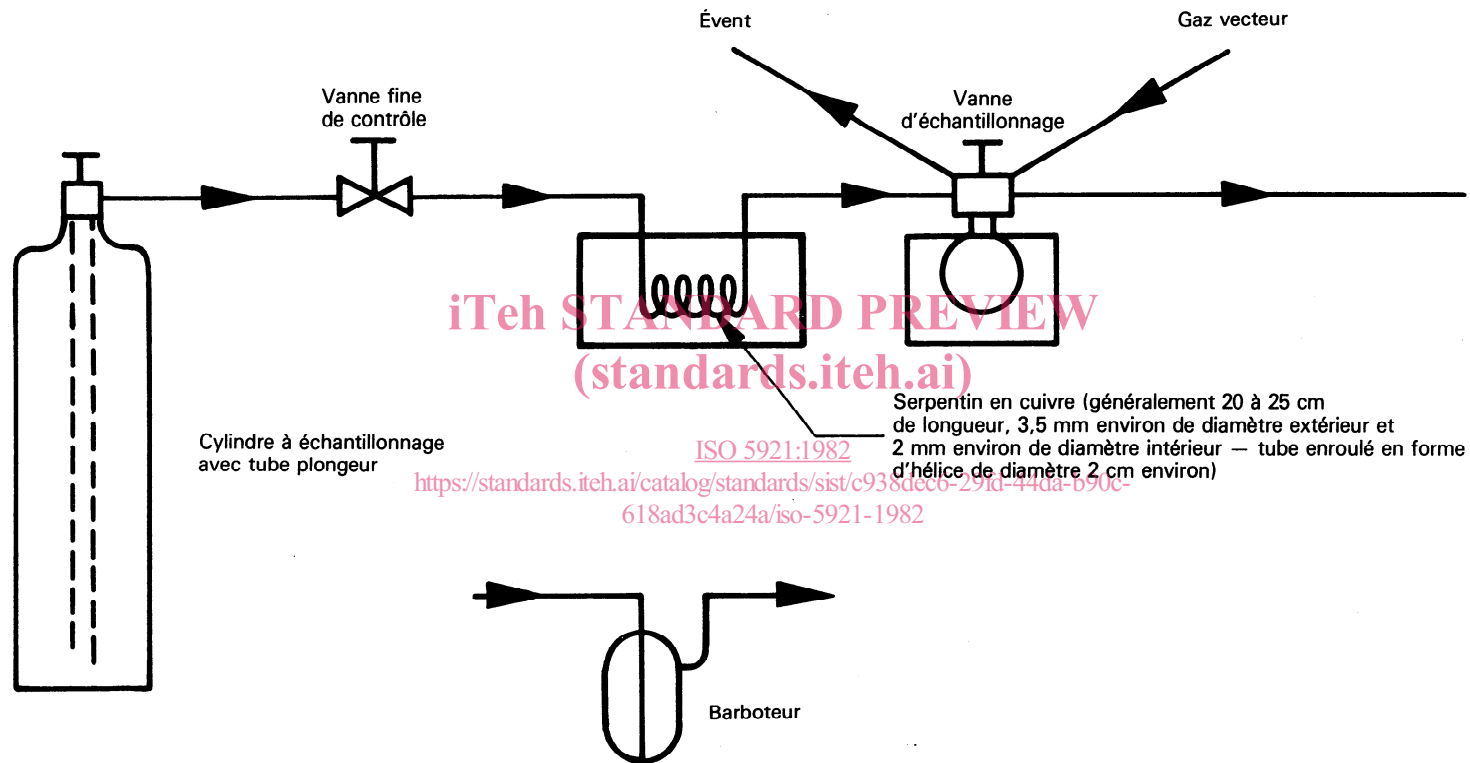 Évent
Gaz vecteur
Vanne fine
de contrôle
Vanne
d'échantillonnage
iTeh STANDARD PREVIEW
(standards.iteh.ai)
Serpentin en cuivre (généralement 20 à 25 cm
de longueur, 3,5 mm environ de diamètre extérieur et
2 mm environ de diamètre intérieur — tube enroulé en forme
d'hélice de diamètre 2 cm environ)
Cylindre à échantillonnage
avec tube plongeur
ISO 5921:1982
https://standards.iteh.ai/catalog/standards/sist/c938dec6-29fd-44da-b90c-
618ad3c4a24a/iso-5921-1982
Barboteur